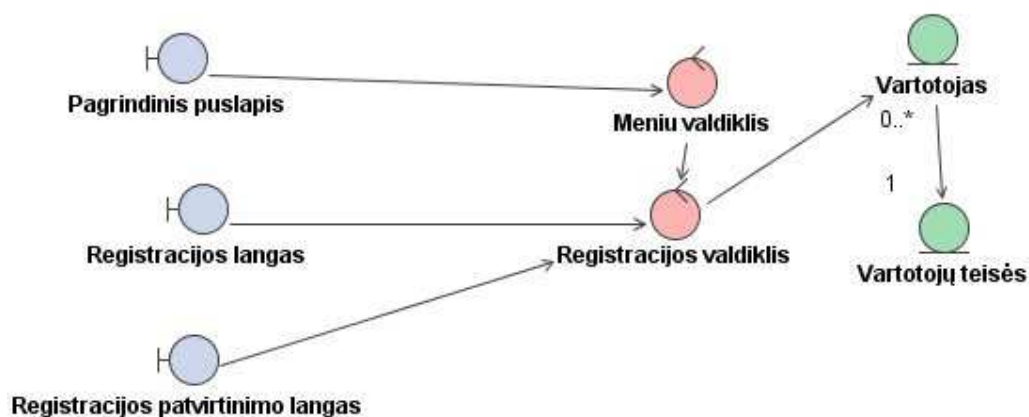 Pagrindinis puslapis
Meniu valdiklis
Vartotojas
0..*
1
Registracijos langas
Registracijos valdiklis
Vartotojų teisės
Registracijos patvirtinimo langas